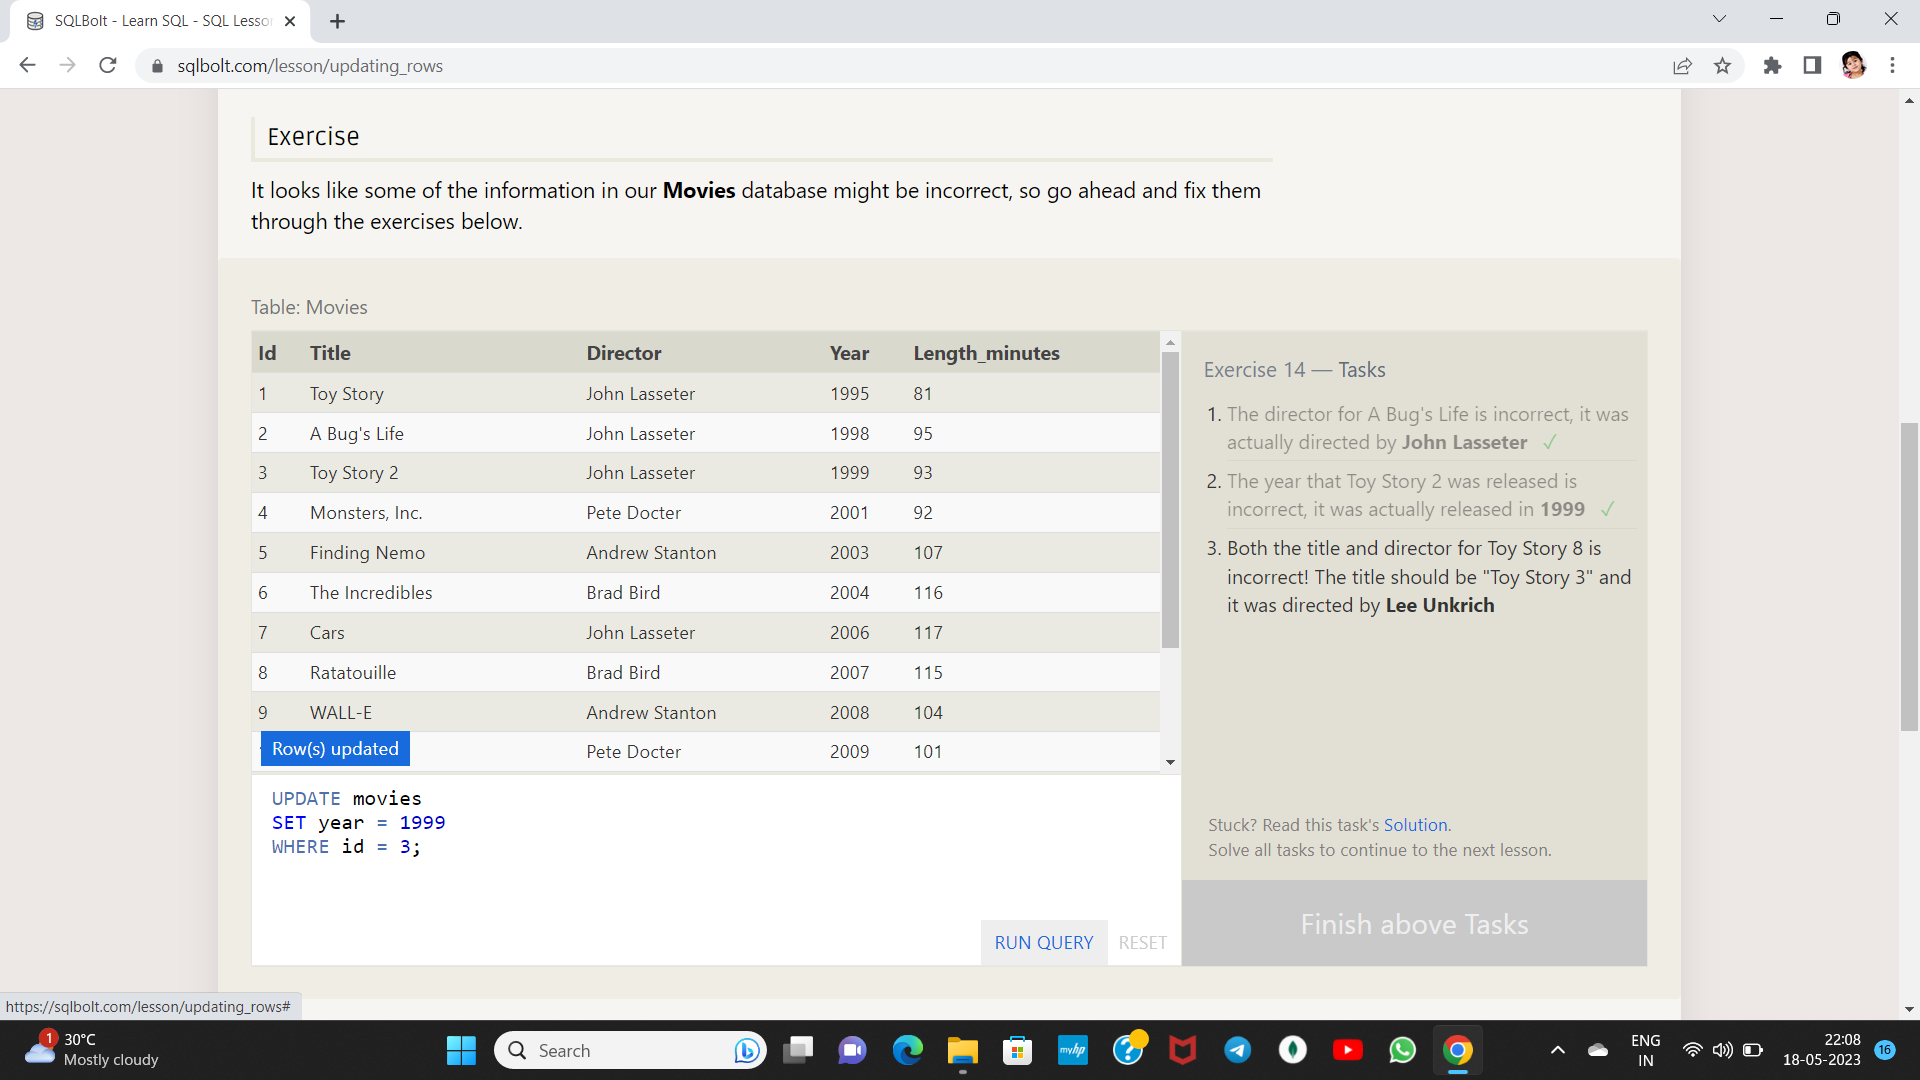 SQLBolt - Learn SQL - SQL Lesso
sqlbolt.com/lesson/updating_rows
Exercise
It looks like some of the information in our Movies database might be incorrect, so go ahead and fix them
through the exercises below.
Table: Movies
Id Title Director Year Length_minutes
1 Toy Story John Lasseter 1995 81
2 A Bug's Life John Lasseter 1998 95
3 Toy Story 2 John Lasseter 1999 93
4 Monsters, Inc. Pete Docter 2001 92
5 Finding Nemo Andrew Stanton 2003 107
6 The Incredibles Brad Bird 2004 116
7 Cars John Lasseter 2006 117
8 Ratatouille Brad Bird 2007 115
9 WALL-E Andrew Stanton 2008 104
Row(s) updated Pete Docter 2009 101
UPDATE movies
SET year = 1999
WHERE id = 3;
RUN QUERY RESET
Exercise 14 — Tasks
1. The director for A Bug's Life is incorrect, it was
actually directed by John Lasseter ✓
2. The year that Toy Story 2 was released is
incorrect, it was actually released in 1999 ✓
3. Both the title and director for Toy Story 8 is
incorrect! The title should be "Toy Story 3" and
it was directed by Lee Unkrich
Stuck? Read this task's Solution.
Solve all tasks to continue to the next lesson.
Finish above Tasks
https://sqlbolt.com/lesson/updating_rows#
1
30°C
Mostly cloudy
Search
myhp
ENG
IN
22:08
18-05-2023
16